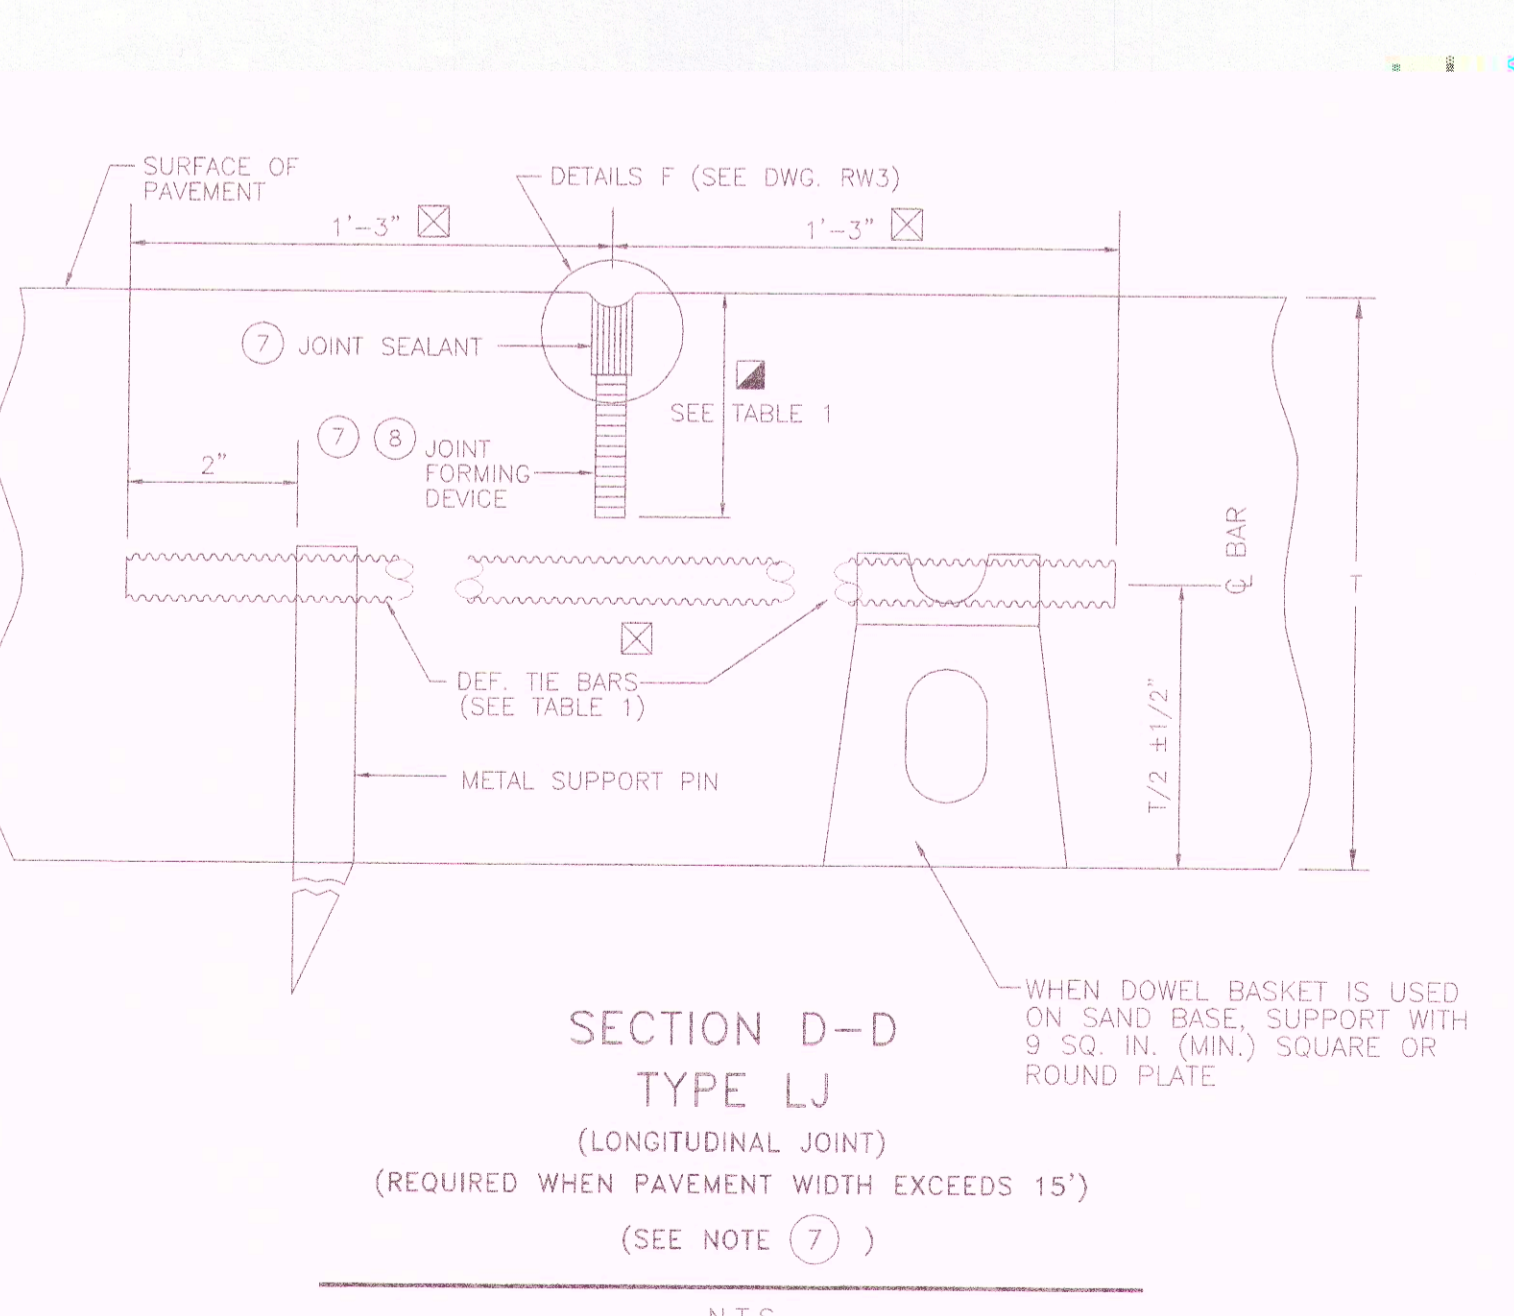 SURFACE OF
PAVEMENT
DETAILS F (SEE DWG. RW3)
1'-3"
1'-3"
7 JOINT SEALANT
SEE TABLE 1
7 8 JOINT
FORMING
DEVICE
2"
℄ BAR
T
DEF. TIE BARS
(SEE TABLE 1)
T/2 ±1/2"
METAL SUPPORT PIN
WHEN DOWEL BASKET IS USED
ON SAND BASE, SUPPORT WITH
9 SQ. IN. (MIN.) SQUARE OR
ROUND PLATE
SECTION D-D
TYPE LJ
(LONGITUDINAL JOINT)
(REQUIRED WHEN PAVEMENT WIDTH EXCEEDS 15')
(SEE NOTE 7 )
N.T.S.